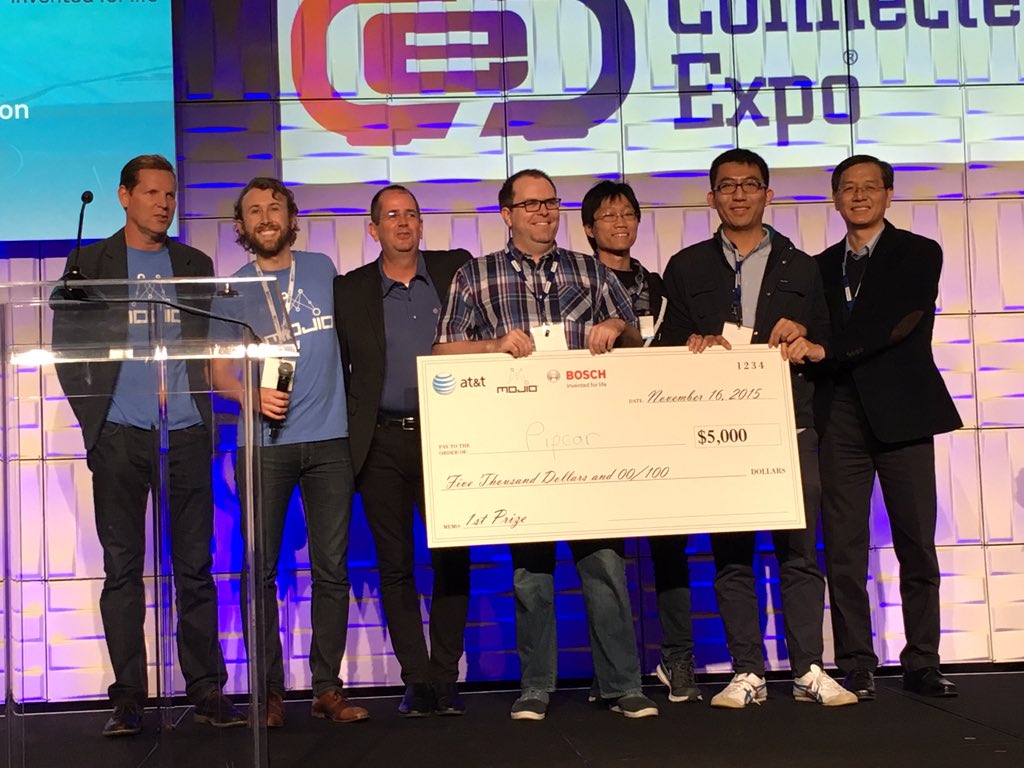 invented for life
on
Connecte
Expo®
MOJIO
MOJIO
at&t
MOJIO
BOSCH
Invented for life
1234
DATE: November 16, 2015
PAY TO THE
ORDER OF:
Pipcar
$5,000
Five Thousand Dollars and 00/100
DOLLARS
MEMO: 1st Prize